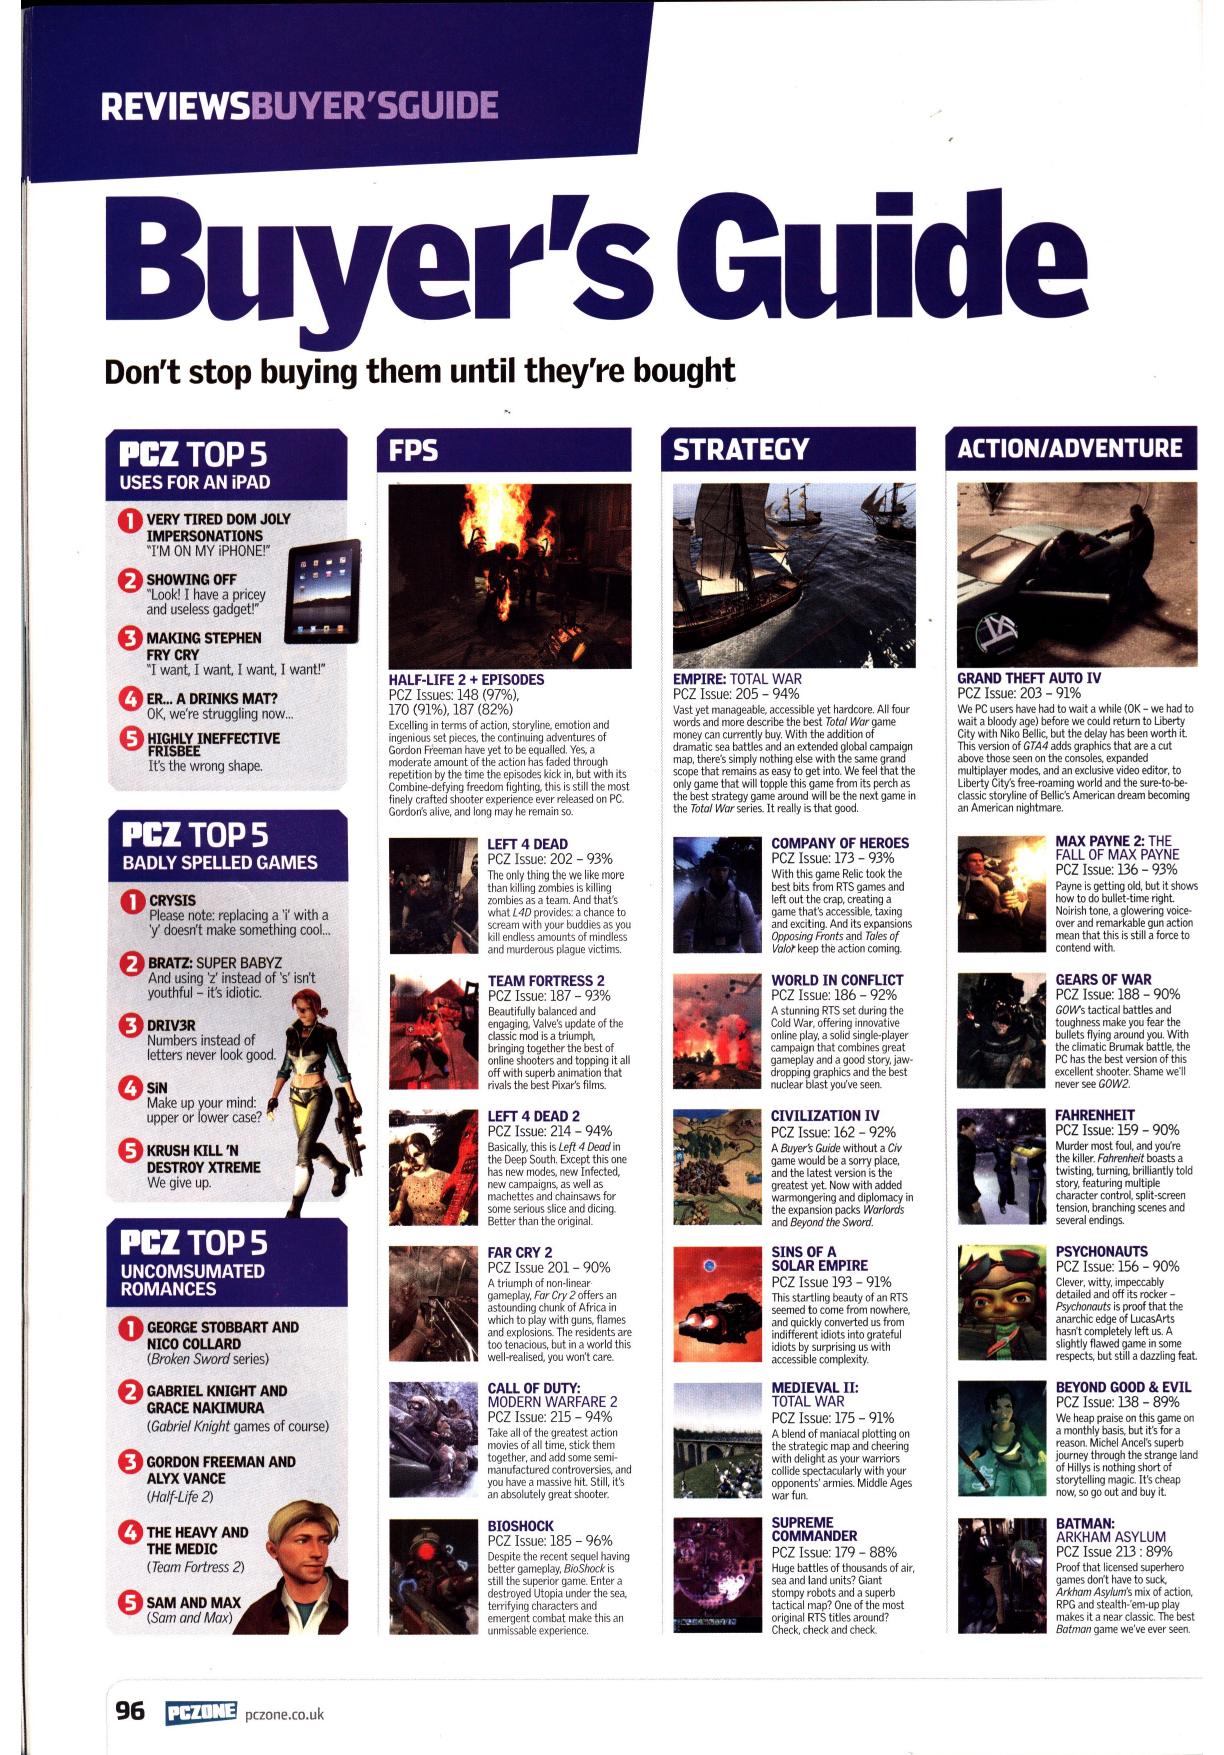 REVIEWSBUYER'SGUIDE
Buyer's Guide
Don't stop buying them until they're bought
PCZ TOP 5
USES FOR AN iPAD
1 VERY TIRED DOM JOLY
IMPERSONATIONS
"I'M ON MY iPHONE!"
2 SHOWING OFF
"Look! I have a pricey
and useless gadget!"
3 MAKING STEPHEN
FRY CRY
"I want, I want, I want, I want!"
4 ER... A DRINKS MAT?
OK, we're struggling now...
5 HIGHLY INEFFECTIVE
FRISBEE
It's the wrong shape.
PCZ TOP 5
BADLY SPELLED GAMES
1 CRYSIS
Please note: replacing a 'i' with a
'y' doesn't make something cool...
2 BRATZ: SUPER BABYZ
And using 'z' instead of 's' isn't
youthful – it's idiotic.
3 DRIV3R
Numbers instead of
letters never look good.
4 SiN
Make up your mind:
upper or lower case?
5 KRUSH KILL 'N
DESTROY XTREME
We give up.
PCZ TOP 5
UNCOMSUMATED
ROMANCES
1 GEORGE STOBBART AND
NICO COLLARD
(Broken Sword series)
2 GABRIEL KNIGHT AND
GRACE NAKIMURA
(Gabriel Knight games of course)
3 GORDON FREEMAN AND
ALYX VANCE
(Half-Life 2)
4 THE HEAVY AND
THE MEDIC
(Team Fortress 2)
5 SAM AND MAX
(Sam and Max)
FPS
HALF-LIFE 2 + EPISODES
PCZ Issues: 148 (97%),
170 (91%), 187 (82%)
Excelling in terms of action, storyline, emotion and
ingenious set pieces, the continuing adventures of
Gordon Freeman have yet to be equalled. Yes, a
moderate amount of the action has faded through
repetition by the time the episodes kick in, but with its
Combine-defying freedom fighting, this is still the most
finely crafted shooter experience ever released on PC.
Gordon's alive, and long may he remain so.
LEFT 4 DEAD
PCZ Issue: 202 – 93%
The only thing the we like more
than killing zombies is killing
zombies as a team. And that's
what L4D provides: a chance to
scream with your buddies as you
kill endless amounts of mindless
and murderous plague victims.
TEAM FORTRESS 2
PCZ Issue: 187 – 93%
Beautifully balanced and
engaging, Valve's update of the
classic mod is a triumph,
bringing together the best of
online shooters and topping it all
off with superb animation that
rivals the best Pixar's films.
LEFT 4 DEAD 2
PCZ Issue: 214 – 94%
Basically, this is Left 4 Dead in
the Deep South. Except this one
has new modes, new Infected,
new campaigns, as well as
machettes and chainsaws for
some serious slice and dicing.
Better than the original.
FAR CRY 2
PCZ Issue 201 – 90%
A triumph of non-linear
gameplay, Far Cry 2 offers an
astounding chunk of Africa in
which to play with guns, flames
and explosions. The residents are
too tenacious, but in a world this
well-realised, you won't care.
CALL OF DUTY:
MODERN WARFARE 2
PCZ Issue: 215 – 94%
Take all of the greatest action
movies of all time, stick them
together, and add some semi-
manufactured controversies, and
you have a massive hit. Still, it's
an absolutely great shooter.
BIOSHOCK
PCZ Issue: 185 – 96%
Despite the recent sequel having
better gameplay, BioShock is
still the superior game. Enter a
destroyed Utopia under the sea,
terrifying characters and
emergent combat make this an
unmissable experience.
STRATEGY
EMPIRE: TOTAL WAR
PCZ Issue: 205 – 94%
Vast yet manageable, accessible yet hardcore. All four
words and more describe the best Total War game
money can currently buy. With the addition of
dramatic sea battles and an extended global campaign
map, there's simply nothing else with the same grand
scope that remains as easy to get into. We feel that the
only game that will topple this game from its perch as
the best strategy game around will be the next game in
the Total War series. It really is that good.
COMPANY OF HEROES
PCZ Issue: 173 – 93%
With this game Relic took the
best bits from RTS games and
left out the crap, creating a
game that's accessible, taxing
and exciting. And its expansions
Opposing Fronts and Tales of
Valor keep the action coming.
WORLD IN CONFLICT
PCZ Issue: 186 – 92%
A stunning RTS set during the
Cold War, offering innovative
online play, a solid single-player
campaign that combines great
gameplay and a good story, jaw-
dropping graphics and the best
nuclear blast you've seen.
CIVILIZATION IV
PCZ Issue: 162 – 92%
A Buyer's Guide without a Civ
game would be a sorry place,
and the latest version is the
greatest yet. Now with added
warmongering and diplomacy in
the expansion packs Warlords
and Beyond the Sword.
SINS OF A
SOLAR EMPIRE
PCZ Issue 193 – 91%
This startling beauty of an RTS
seemed to come from nowhere,
and quickly converted us from
indifferent idiots into grateful
idiots by surprising us with
accessible complexity.
MEDIEVAL II:
TOTAL WAR
PCZ Issue: 175 – 91%
A blend of maniacal plotting on
the strategic map and cheering
with delight as your warriors
collide spectacularly with your
opponents' armies. Middle Ages
war fun.
SUPREME
COMMANDER
PCZ Issue: 179 – 88%
Huge battles of thousands of air,
sea and land units? Giant
stompy robots and a superb
tactical map? One of the most
original RTS titles around?
Check, check and check.
ACTION/ADVENTURE
GRAND THEFT AUTO IV
PCZ Issue: 203 – 91%
We PC users have had to wait a while (OK – we had to
wait a bloody age) before we could return to Liberty
City with Niko Bellic, but the delay has been worth it.
This version of GTA4 adds graphics that are a cut
above those seen on the consoles, expanded
multiplayer modes, and an exclusive video editor, to
Liberty City's free-roaming world and the sure-to-be-
classic storyline of Bellic's American dream becoming
an American nightmare.
MAX PAYNE 2: THE
FALL OF MAX PAYNE
PCZ Issue: 136 – 93%
Payne is getting old, but it shows
how to do bullet-time right.
Noirish tone, a glowering voice-
over and remarkable gun action
mean that this is still a force to
contend with.
GEARS OF WAR
PCZ Issue: 188 – 90%
GOW's tactical battles and
toughness make you fear the
bullets flying around you. With
the climatic Brumak battle, the
PC has the best version of this
excellent shooter. Shame we'll
never see GOW2.
FAHRENHEIT
PCZ Issue: 159 – 90%
Murder most foul, and you're
the killer. Fahrenheit boasts a
twisting, turning, brilliantly told
story, featuring multiple
character control, split-screen
tension, branching scenes and
several endings.
PSYCHONAUTS
PCZ Issue: 156 – 90%
Clever, witty, impeccably
detailed and off its rocker –
Psychonauts is proof that the
anarchic edge of LucasArts
hasn't completely left us. A
slightly flawed game in some
respects, but still a dazzling feat.
BEYOND GOOD & EVIL
PCZ Issue: 138 – 89%
We heap praise on this game on
a monthly basis, but it's for a
reason. Michel Ancel's superb
journey through the strange land
of Hillys is nothing short of
storytelling magic. It's cheap
now, so go out and buy it.
BATMAN:
ARKHAM ASYLUM
PCZ Issue 213 : 89%
Proof that licensed superhero
games don't have to suck,
Arkham Asylum's mix of action,
RPG and stealth-'em-up play
makes it a near classic. The best
Batman game we've ever seen.
96 PCZONE pczone.co.uk